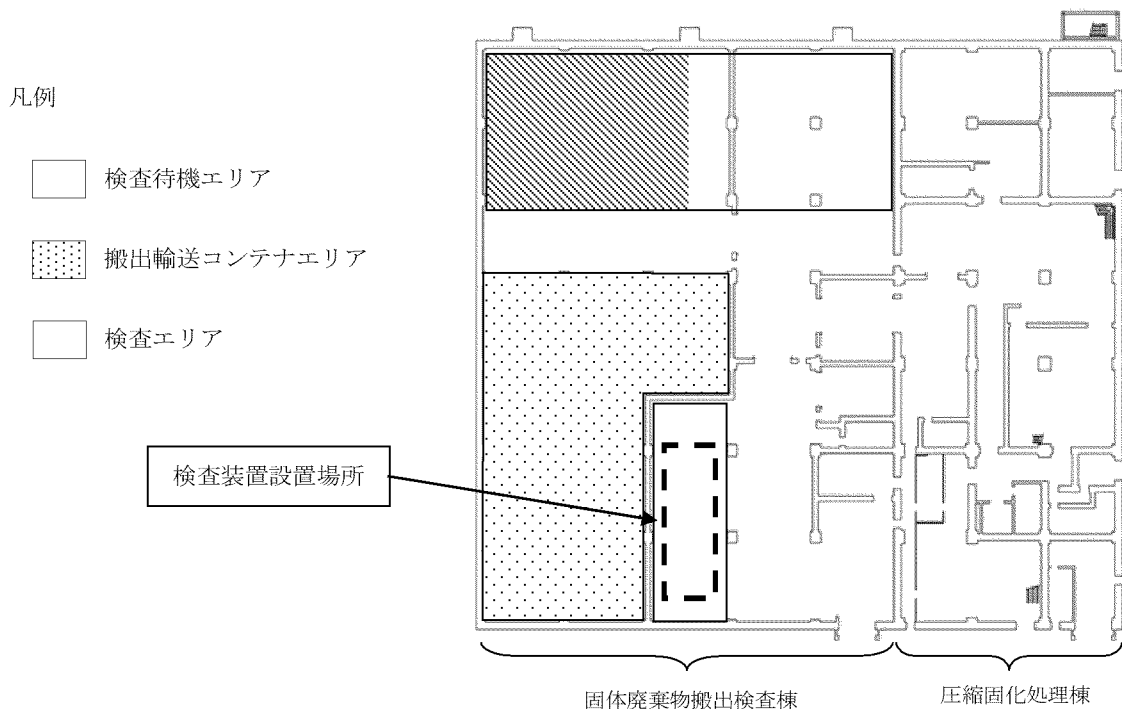 凡例
検査待機エリア
搬出輸送コンテナエリア
検査エリア
検査装置設置場所
固体廃棄物搬出検査棟
圧縮固化処理棟